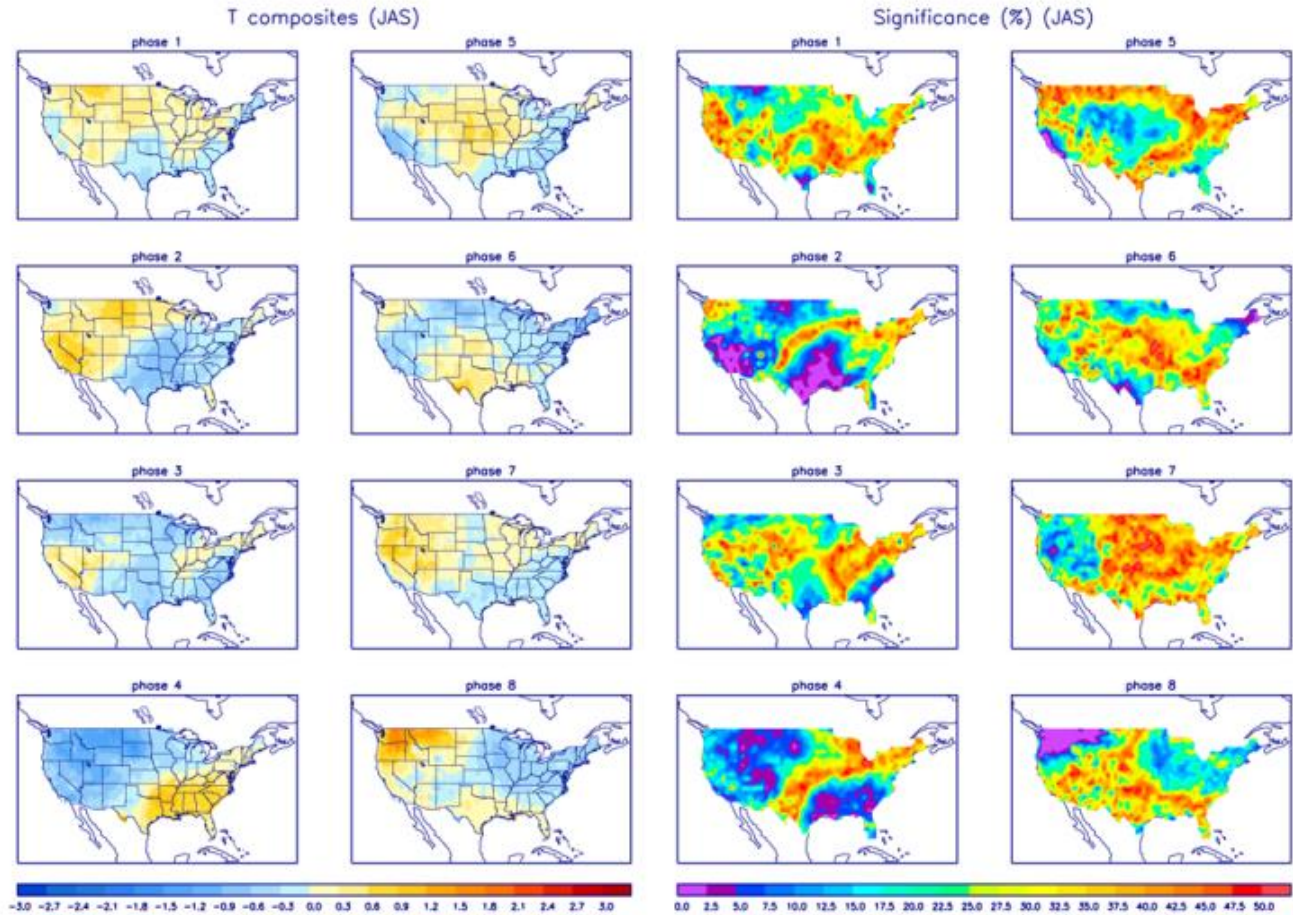 T composites (JAS) Significance (%) (JAS)
phase 1 phase 5 phase 1 phase 5
phase 2 phase 6 phase 2 phase 6
phase 3 phase 7 phase 3 phase 7
phase 4 phase 8 phase 4 phase 8
-3.0 -2.7 -2.4 -2.1 -1.8 -1.5 -1.2 -0.9 -0.6 -0.3 0.0 0.3 0.6 0.9 1.2 1.5 1.8 2.1 2.4 2.7 3.0 0.0 2.5 5.0 7.5 10.0 12.5 15.0 17.5 20.0 22.5 25.0 27.5 30.0 32.5 35.0 37.5 40.0 42.5 45.0 47.5 50.0